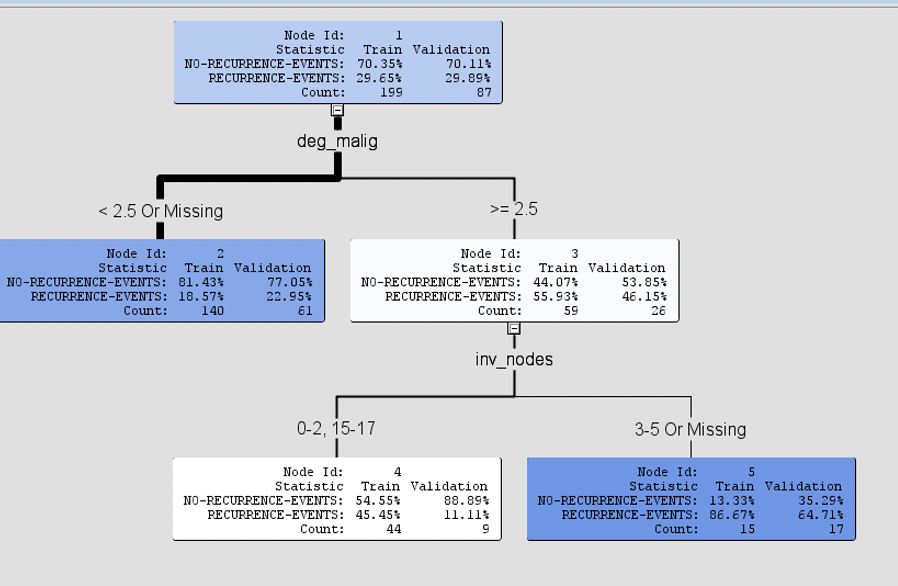 Node Id: 1
Statistic Train Validation
NO-RECURRENCE-EVENTS: 70.35% 70.11%
RECURRENCE-EVENTS: 29.65% 29.89%
Count: 199 87
deg_malig
< 2.5 Or Missing
>= 2.5
Node Id: 2
Statistic Train Validation
NO-RECURRENCE-EVENTS: 81.43% 77.05%
RECURRENCE-EVENTS: 18.57% 22.95%
Count: 140 61
Node Id: 3
Statistic Train Validation
NO-RECURRENCE-EVENTS: 44.07% 53.85%
RECURRENCE-EVENTS: 55.93% 46.15%
Count: 59 26
inv_nodes
0-2, 15-17
3-5 Or Missing
Node Id: 4
Statistic Train Validation
NO-RECURRENCE-EVENTS: 54.55% 88.89%
RECURRENCE-EVENTS: 45.45% 11.11%
Count: 44 9
Node Id: 5
Statistic Train Validation
NO-RECURRENCE-EVENTS: 13.33% 35.29%
RECURRENCE-EVENTS: 86.67% 64.71%
Count: 15 17